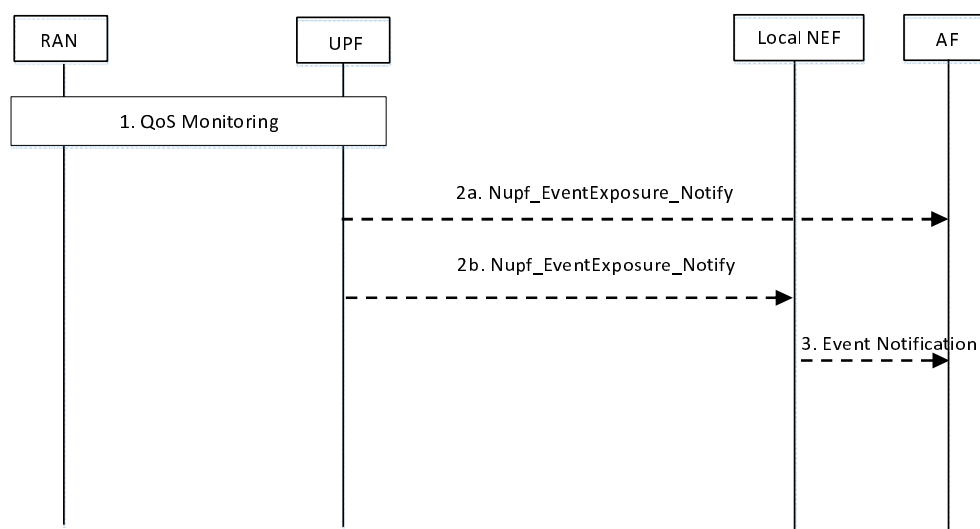 RAN
UPF
Local NEF
AF
1. QoS Monitoring
2a. Nupf_EventExposure_Notify
2b. Nupf_EventExposure_Notify
3. Event Notification